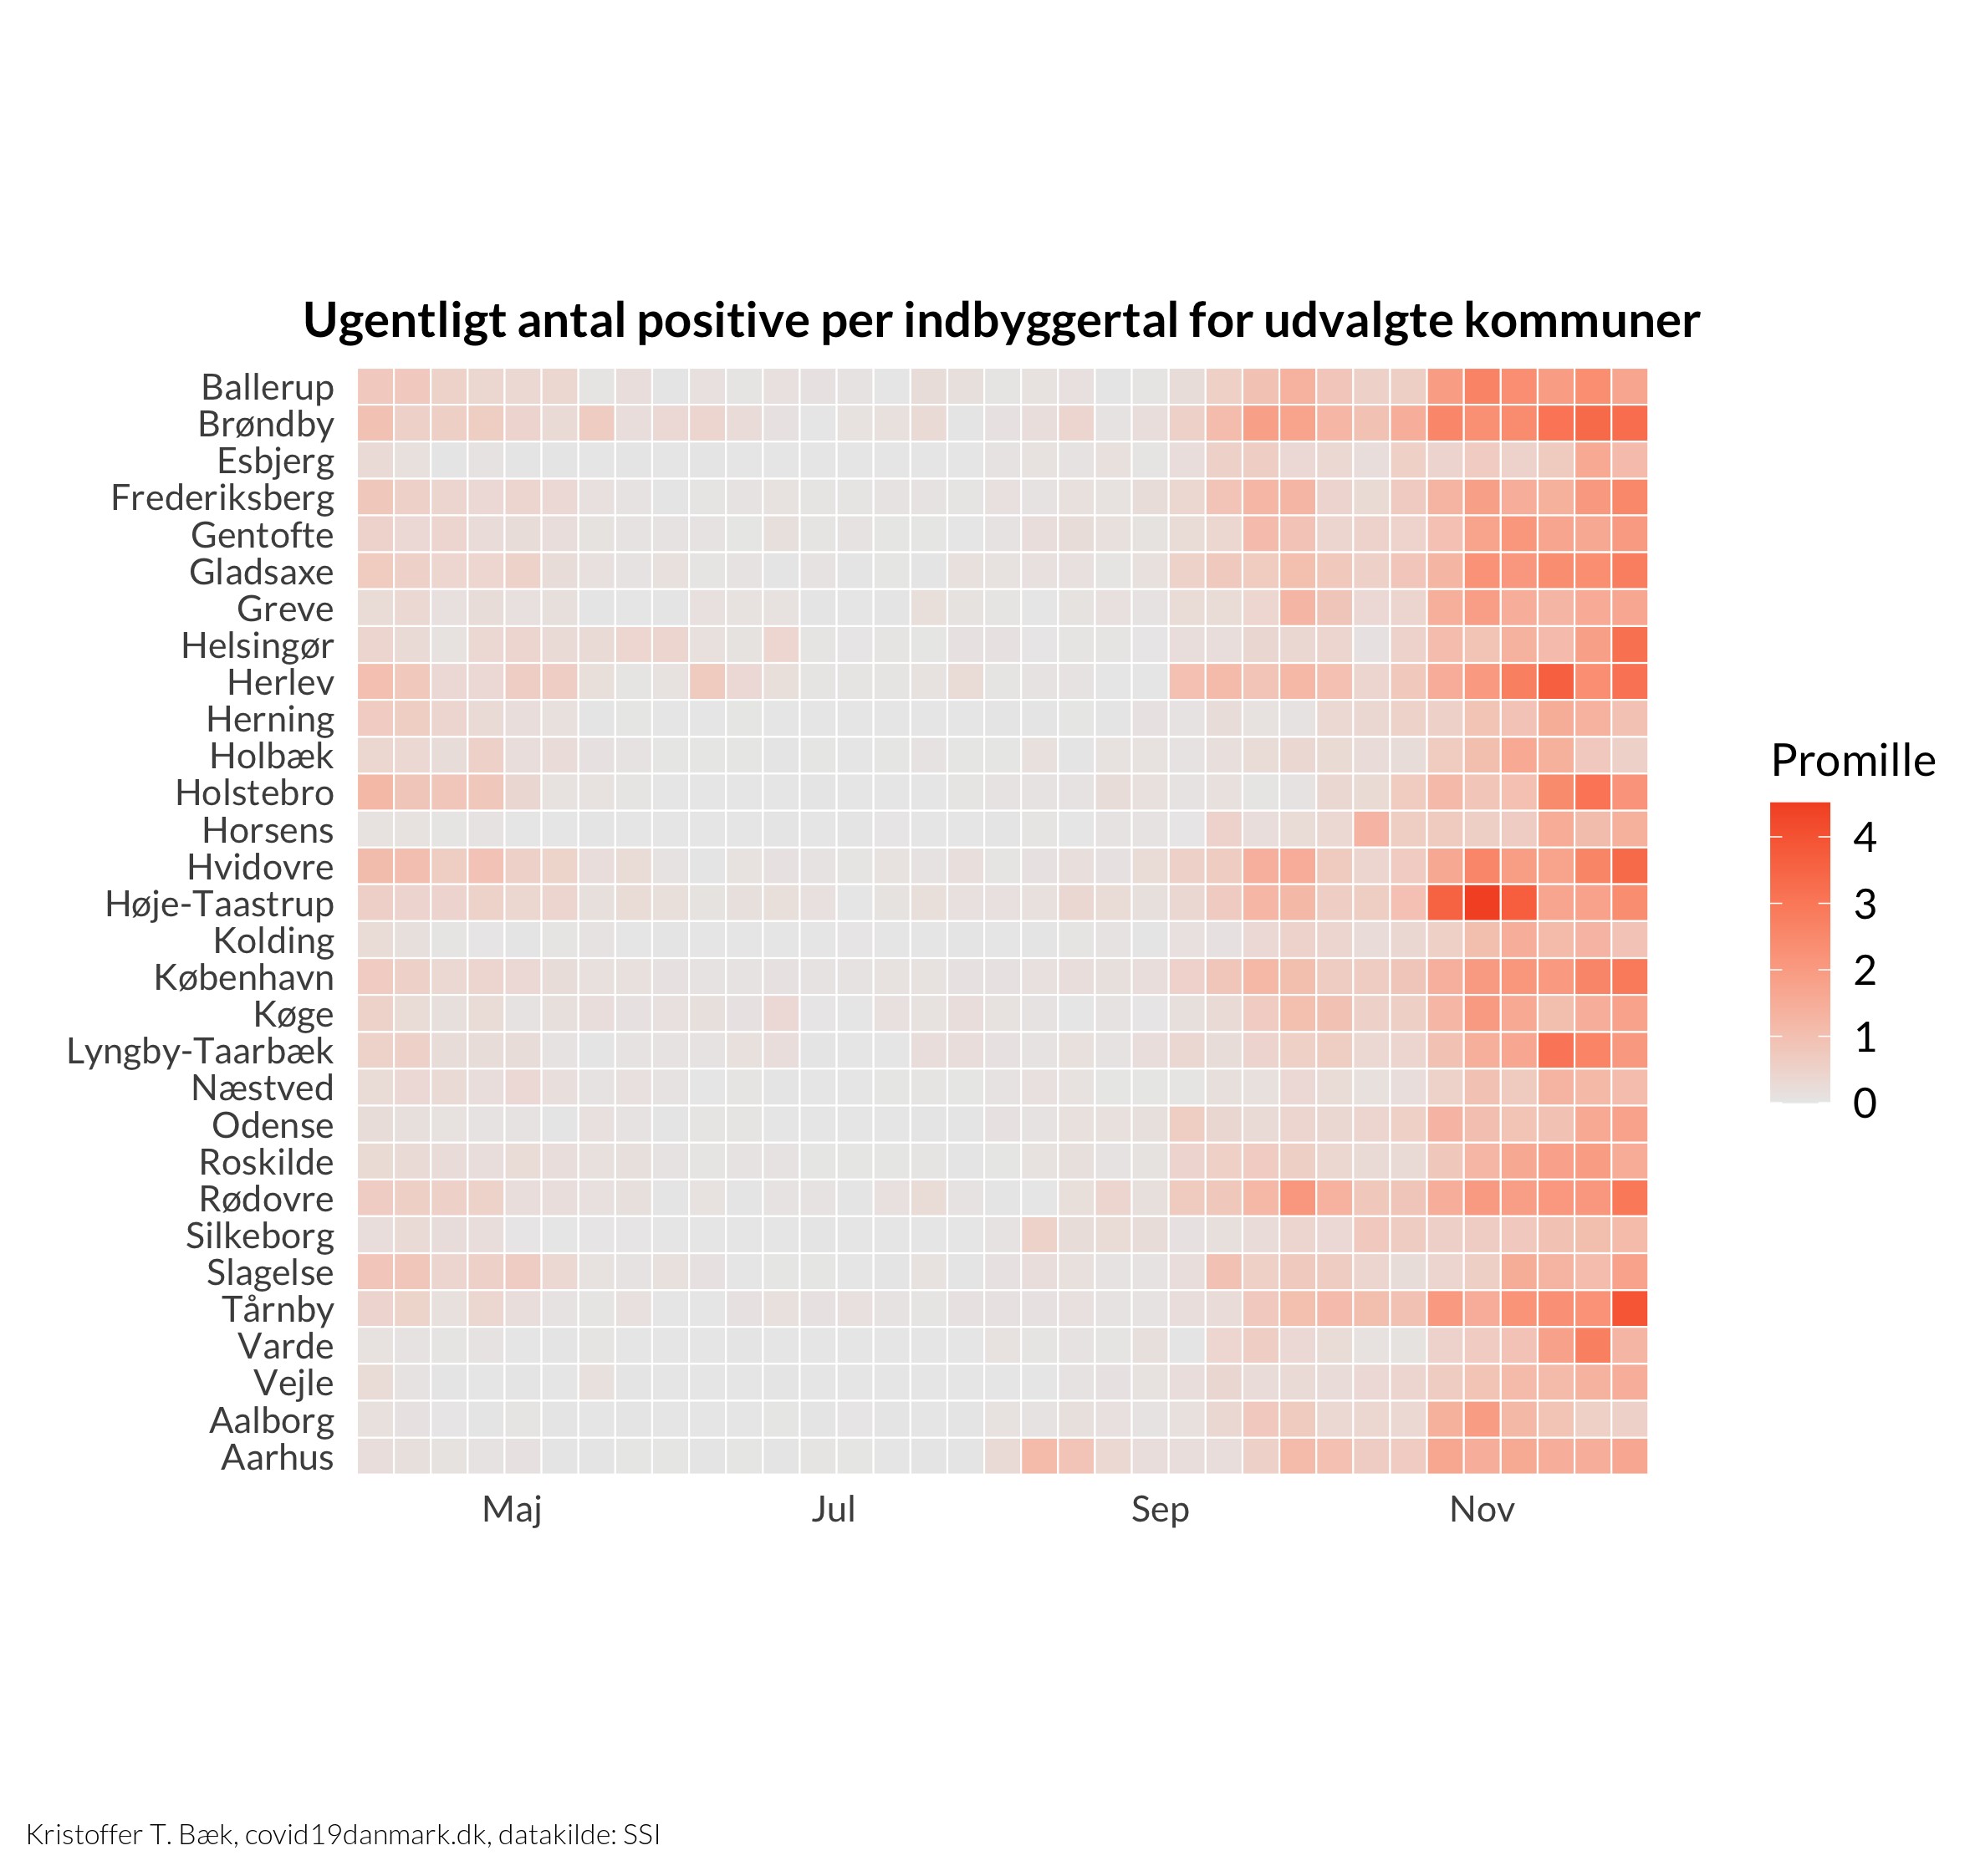 Ugentligt antal positive per indbyggertal for udvalgte kommuner
Ballerup
Brøndby
Esbjerg
Frederiksberg
Gentofte
Gladsaxe
Greve
Helsingør
Herlev
Herning
Holbæk
Holstebro
Horsens
Hvidovre
Høje-Taastrup
Kolding
København
Køge
Lyngby-Taarbæk
Næstved
Odense
Roskilde
Rødovre
Silkeborg
Slagelse
Tårnby
Varde
Vejle
Aalborg
Aarhus
Maj Jul Sep Nov
Promille
4
3
2
1
0
Kristoffer T. Bæk, covid19danmark.dk, datakilde: SSI